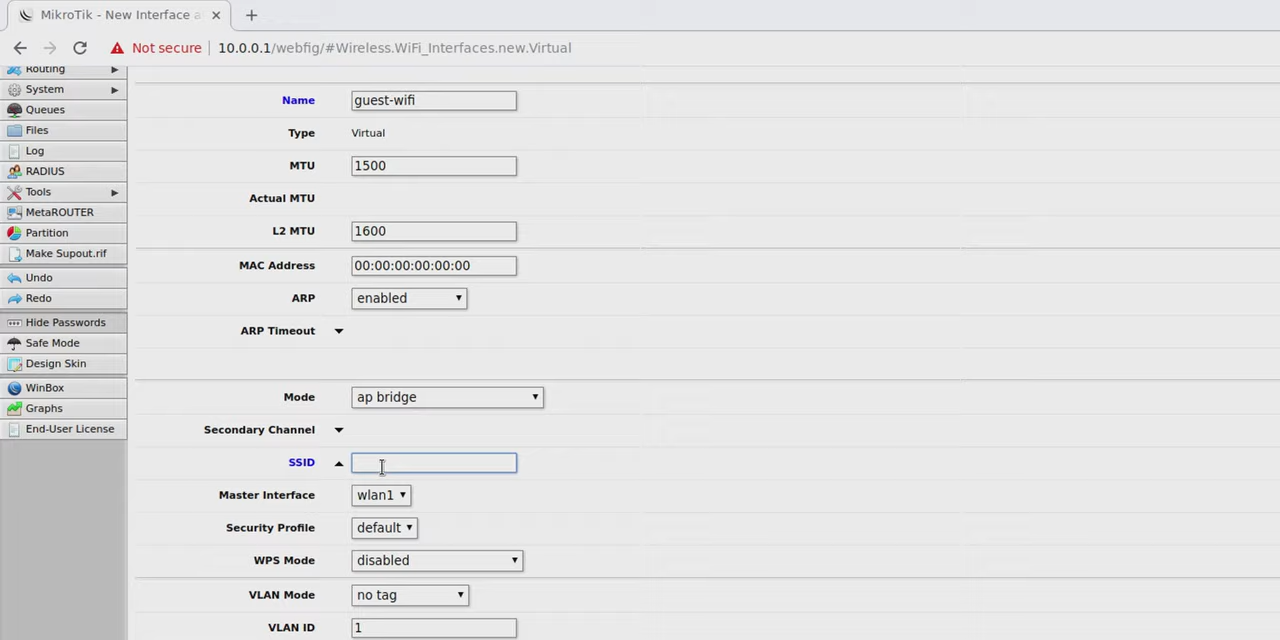 MikroTik - New Interface a
Not secure
10.0.0.1/webfig/#Wireless.WiFi_Interfaces.new.Virtual
Routing
System
Queues
Files
Log
RADIUS
Tools
MetaROUTER
Partition
Make Supout.rif
Undo
Redo
Hide Passwords
Safe Mode
Design Skin
WinBox
Graphs
End-User License
Name guest-wifi
Type Virtual
MTU 1500
Actual MTU
L2 MTU 1600
MAC Address 00:00:00:00:00:00
ARP enabled
ARP Timeout
Mode ap bridge
Secondary Channel
SSID
Master Interface wlan1
Security Profile default
WPS Mode disabled
VLAN Mode no tag
VLAN ID 1